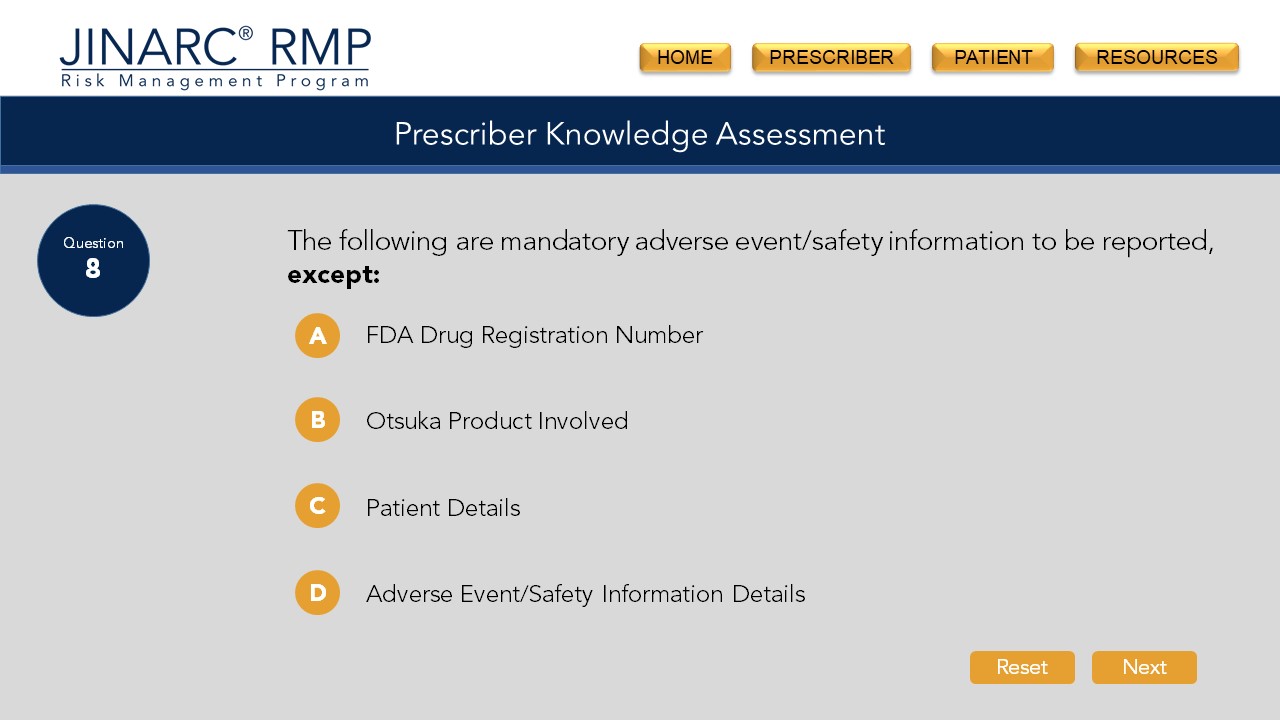 JINARC® RMP
Risk Management Program
HOME
PRESCRIBER
PATIENT
RESOURCES
Prescriber Knowledge Assessment
Question
8
The following are mandatory adverse event/safety information to be reported,
except:
A FDA Drug Registration Number
B Otsuka Product Involved
C Patient Details
D Adverse Event/Safety Information Details
Reset
Next